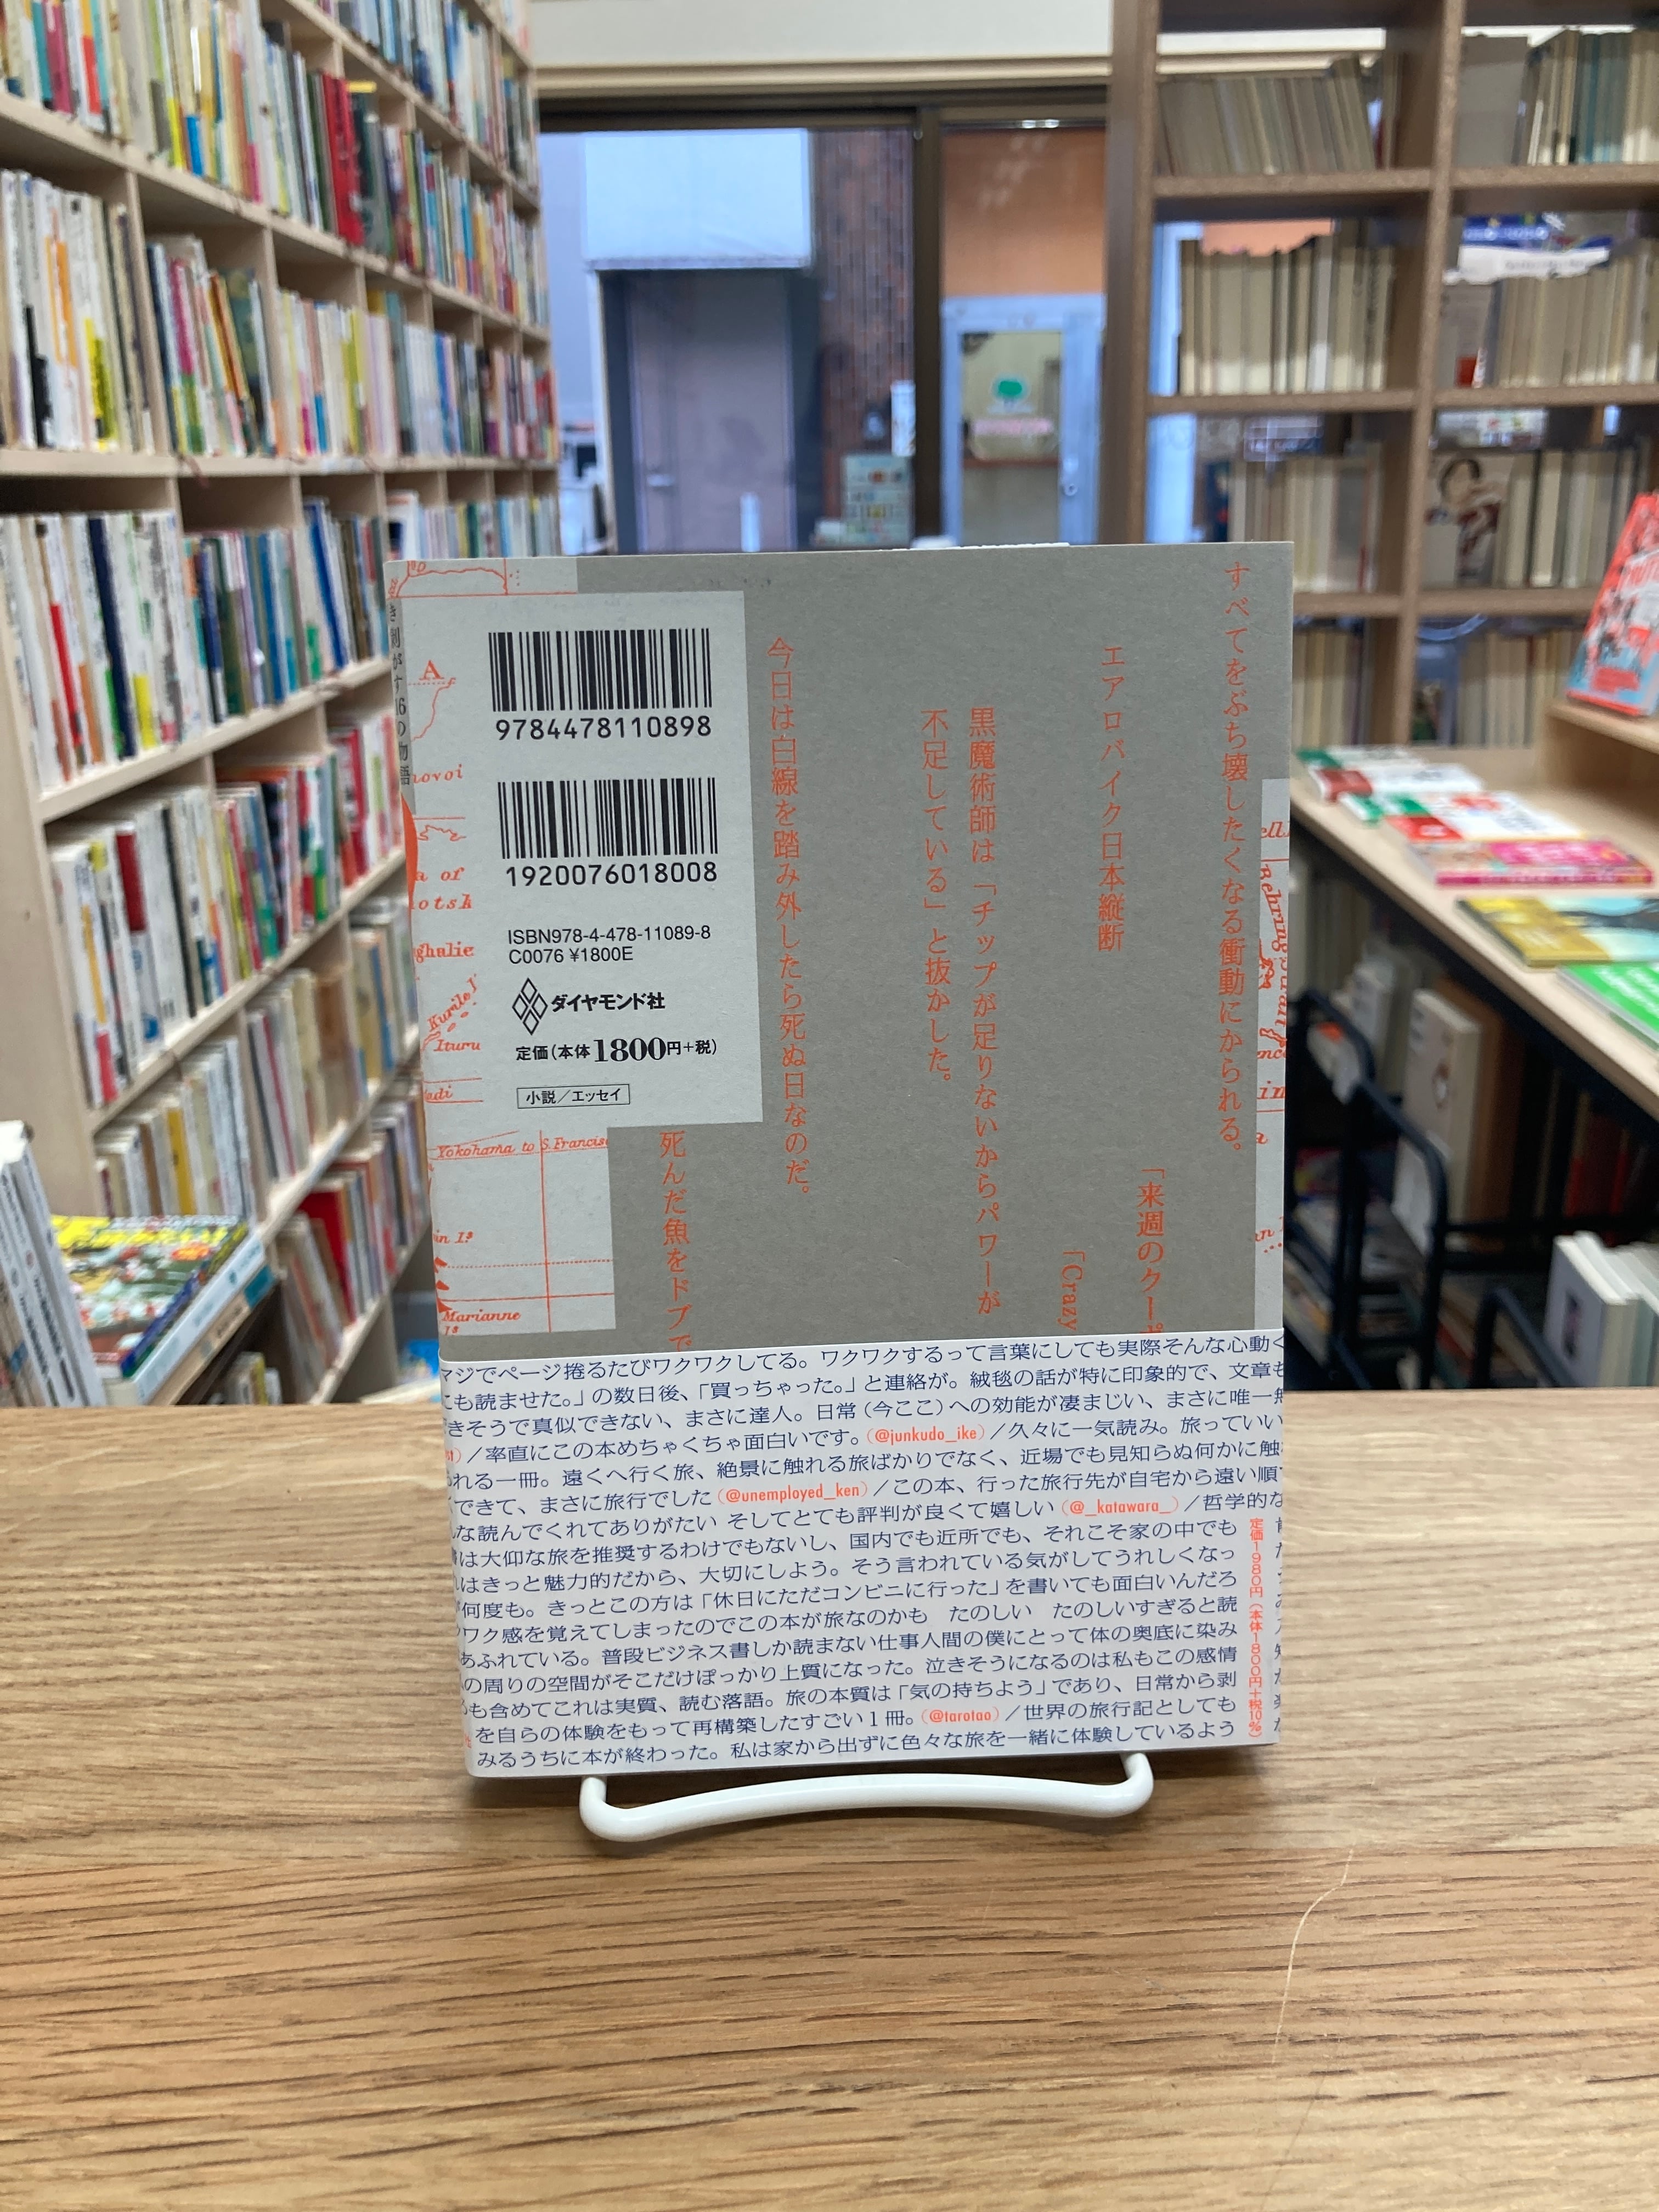 き剝がす16の物語
A
9784478110898
1920076018008
ISBN978-4-478-11089-8
C0076 ¥1800E
ダイヤモンド社
定価(本体1800円+税)
小説/エッセイ
ghalie
Kurile I
Ituru
Yokohama to S. Francisc
in Iª
Marianne
すべてをぶち壊したくなる衝動にかられる。
「来週のクーポ
エアロバイク日本縦断
「Crazy
黒魔術師は「チップが足りないからパワーが
不足している」と抜かした。
今日は白線を踏み外したら死ぬ日なのだ。
死んだ魚をドブで
Behring
マジでページ捲るたびワクワクしてる。ワクワクするって言葉にしても実際そんな心動く
にも読ませた。」の数日後、「買っちゃった。」と連絡が。絨毯の話が特に印象的で、文章も
できそうで真似できない、まさに達人。日常(今ここ)への効能が凄まじい、まさに唯一無
)/率直にこの本めちゃくちゃ面白いです。(@junkudo_ike)/久々に一気読み。旅っていい
れる一冊。遠くへ行く旅、絶景に触れる旅ばかりでなく、近場でも見知らぬ何かに触れ
できて、まさに旅行でした(@unemployed_ken)/この本、行った旅行先が自宅から遠い順
な読んでくれてありがたい そしてとても評判が良くて嬉しい(@_katawara_)/哲学的な
は大仰な旅を推奨するわけでもないし、国内でも近所でも、それこそ家の中でも
はきっと魅力的だから、大切にしよう。そう言われている気がしてうれしくなっ
何度も。きっとこの方は「休日にただコンビニに行った」を書いても面白いんだろ
ワク感を覚えてしまったのでこの本が旅なのかも　たのしい　たのしいすぎると読
あふれている。普段ビジネス書しか読まない仕事人間の僕にとって体の奥底に染み
の周りの空間がそこだけぽっかり上質になった。泣きそうになるのは私もこの感情
も含めてこれは実質、読む落語。旅の本質は「気の持ちよう」であり、日常から剥
を自らの体験をもって再構築したすごい1冊。(@tarotao)/世界の旅行記としても
みるうちに本が終わった。私は家から出ずに色々な旅を一緒に体験しているよう
定価1980円(本体1800円+税10%)